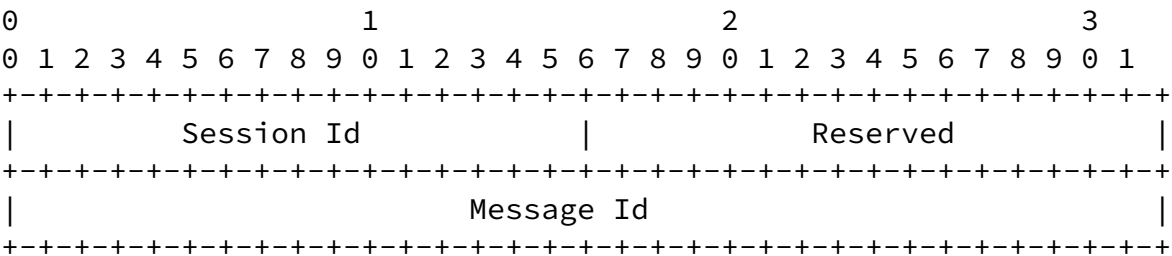 0                   1                   2                   3
0 1 2 3 4 5 6 7 8 9 0 1 2 3 4 5 6 7 8 9 0 1 2 3 4 5 6 7 8 9 0 1
+-+-+-+-+-+-+-+-+-+-+-+-+-+-+-+-+-+-+-+-+-+-+-+-+-+-+-+-+-+-+-+-+
|         Session Id            |            Reserved           |
+-+-+-+-+-+-+-+-+-+-+-+-+-+-+-+-+-+-+-+-+-+-+-+-+-+-+-+-+-+-+-+-+
|                         Message Id                            |
+-+-+-+-+-+-+-+-+-+-+-+-+-+-+-+-+-+-+-+-+-+-+-+-+-+-+-+-+-+-+-+-+